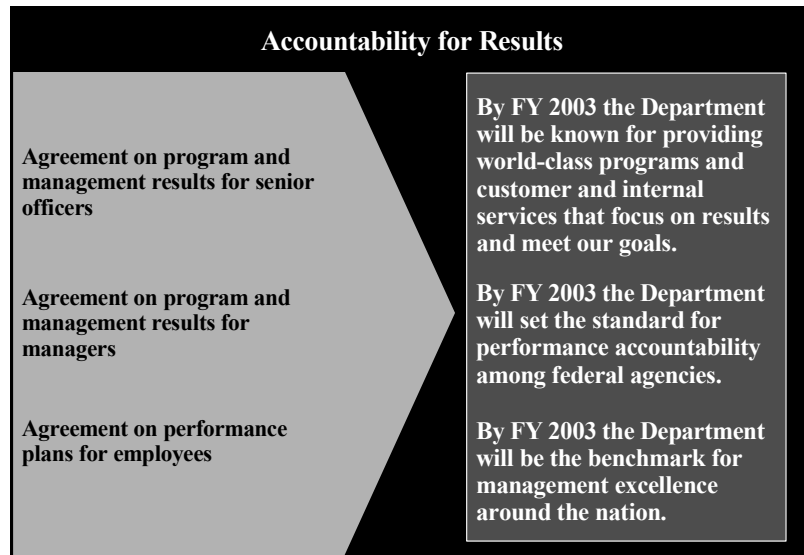 Accountability for Results
Agreement on program and
management results for senior
officers
Agreement on program and
management results for
managers
Agreement on performance
plans for employees
By FY 2003 the Department
will be known for providing
world-class programs and
customer and internal
services that focus on results
and meet our goals.
By FY 2003 the Department
will set the standard for
performance accountability
among federal agencies.
By FY 2003 the Department
will be the benchmark for
management excellence
around the nation.